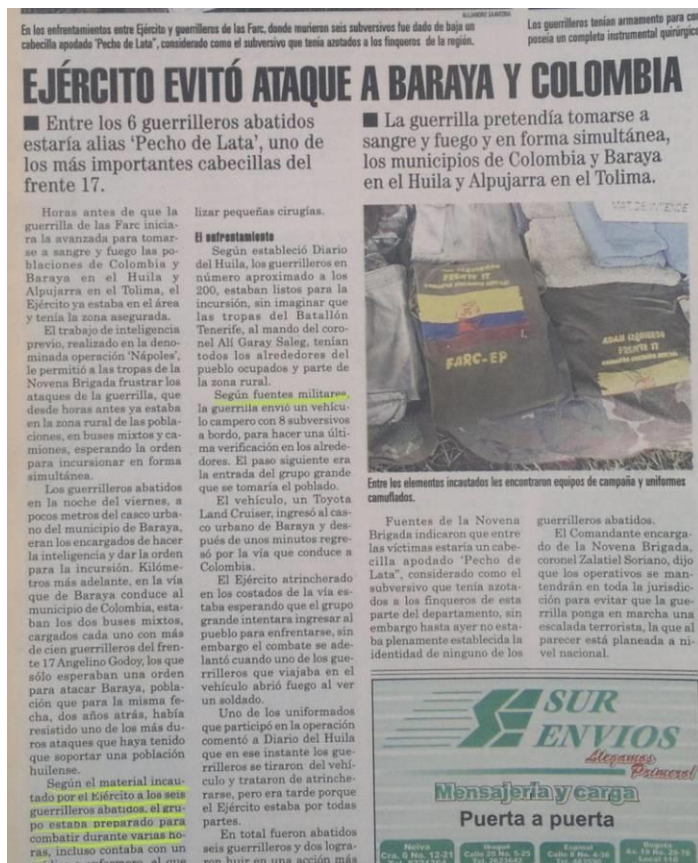 ALEJANDRO SAAVEDRA
En los enfrentamientos entre Ejército y guerrilleros de las Farc, donde murieron seis subversivos fue dado de baja un
cabecilla apodado "Pecho de Lata", considerado como el subversivo que tenía azotados a los finqueros de la región.
Los guerrilleros tenían armamento para
poseía un completo instrumental quirúrgic
EJÉRCITO EVITÓ ATAQUE A BARAYA Y COLOMBIA
■ Entre los 6 guerrilleros abatidos
estaría alias 'Pecho de Lata', uno de
los más importantes cabecillas del
frente 17.
■ La guerrilla pretendía tomarse a
sangre y fuego y en forma simultánea,
los municipios de Colombia y Baraya
en el Huila y Alpujarra en el Tolima.
Horas antes de que la
guerrilla de las Farc inicia-
ra la avanzada para tomar-
se a sangre y fuego las po-
blaciones de Colombia y
Baraya en el Huila y
Alpujarra en el Tolima, el
Ejército ya estaba en el área
y tenía la zona asegurada.
El trabajo de inteligencia
previo, realizado en la deno-
minada operación 'Nápoles',
le permitió a las tropas de la
Novena Brigada frustrar los
ataques de la guerrilla, que
desde horas antes ya estaba
en la zona rural de las pobla-
ciones, en buses mixtos y ca-
miones, esperando la orden
para incursionar en forma
simultánea.
Los guerrilleros abatidos
en la noche del viernes, a
pocos metros del casco urba-
no del municipio de Baraya,
eran los encargados de hacer
la inteligencia y dar la orden
para la incursión. Kilóme-
tros más adelante, en la vía
que de Baraya conduce al
municipio de Colombia, esta-
ban los dos buses mixtos,
cargados cada uno con más
de cien guerrilleros del fren-
te 17 Angelino Godoy, los que
sólo esperaban una orden
para atacar Baraya, pobla-
ción que para la misma fe-
cha, dos años atrás, había
resistido uno de los más du-
ros ataques que haya tenido
que soportar una población
huilense.
Según el material incau-
tado por el Ejército a los seis
guerrilleros abatidos, el gru-
po estaba preparado para
combatir durante varias ho-
ras, incluso contaba con un
enfermero, el que
lizar pequeñas cirugías.
El enfrentamiento
Según estableció Diario
del Huila, los guerrilleros en
número aproximado a los
200, estaban listos para la
incursión, sin imaginar que
las tropas del Batallón
Tenerife, al mando del coro-
nel Alí Garay Saleg, tenían
todos los alrededores del
pueblo ocupados y parte de
la zona rural.
Según fuentes militares,
la guerrilla envió un vehícu-
lo campero con 8 subversivos
a bordo, para hacer una últi-
ma verificación en los alrede-
dores. El paso siguiente era
la entrada del grupo grande
que se tomaría el poblado.
El vehículo, un Toyota
Land Cruiser, ingresó al cas-
co urbano de Baraya y des-
pués de unos minutos regre-
só por la vía que conduce a
Colombia.
El Ejército atrincherado
en los costados de la vía es-
taba esperando que el grupo
grande intentara ingresar al
pueblo para enfrentarse, sin
embargo el combate se ade-
lantó cuando uno de los gue-
rrilleros que viajaba en el
vehículo abrió fuego al ver
un soldado.
Uno de los uniformados
que participó en la operación
comentó a Diario del Huila
que en ese instante los gue-
rrilleros se tiraron del vehí-
culo y trataron de atrinche-
rarse, pero era tarde porque
el Ejército estaba por todas
partes.
En total fueron abatidos
seis guerrilleros y dos logra-
ron huir en una acción más
FRENTE 17
FARC-EP
ADAN IZQUIERDO
FRENTE 17
Entre los elementos incautados les encontraron equipos de campaña y uniformes
camuflados.
Fuentes de la Novena
Brigada indicaron que entre
las víctimas estaría un cabe-
cilla apodado "Pecho de
Lata", considerado como el
subversivo que tenía azota-
dos a los finqueros de esta
parte del departamento, sin
embargo hasta ayer no esta-
ba plenamente establecida la
identidad de ninguno de los
guerrilleros abatidos.
El Comandante encarga-
do de la Novena Brigada,
coronel Zalatiel Soriano, dijo
que los operativos se man-
tendrán en toda la jurisdic-
ción para evitar que la gue-
rrilla ponga en marcha una
escalada terrorista, la que al
parecer está planeada a ni-
vel nacional.
SUR
ENVIOS
Llegamos
Primero!
Mensajería y carga
Puerta a puerta
Neiva
Cra. 6 No. 12-21
Ibagué
Calle 20 No. 5-25
Espinal
Calle 8 No. 4-36
Bogotá